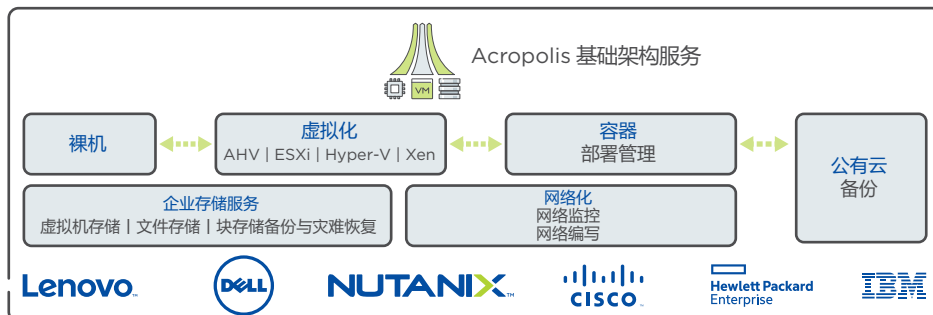 Acropolis 基础架构服务
VM
裸机
虚拟化
AHV | ESXi | Hyper-V | Xen
容器
部署管理
公有云
备份
企业存储服务
虚拟机存储 | 文件存储 | 块存储备份与灾难恢复
网络化
网络监控
网络编写
Lenovo™
DELL
NUTANIX™
CISCO™
Hewlett Packard
Enterprise
IBM